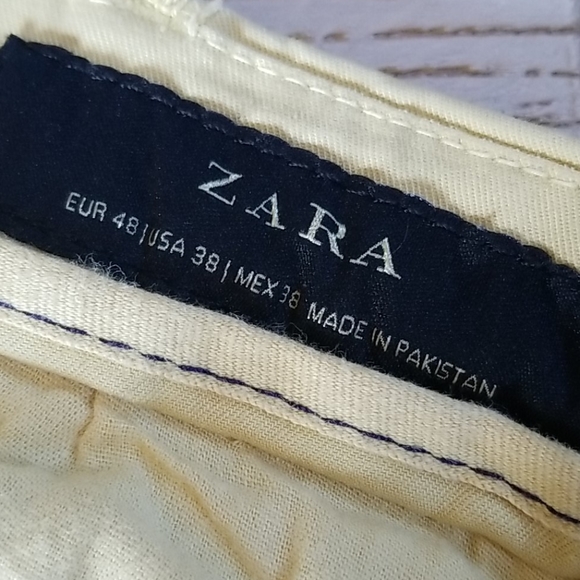 ZARA
EUR 48 | USA 38 | MEX 38 MADE IN PAKISTAN